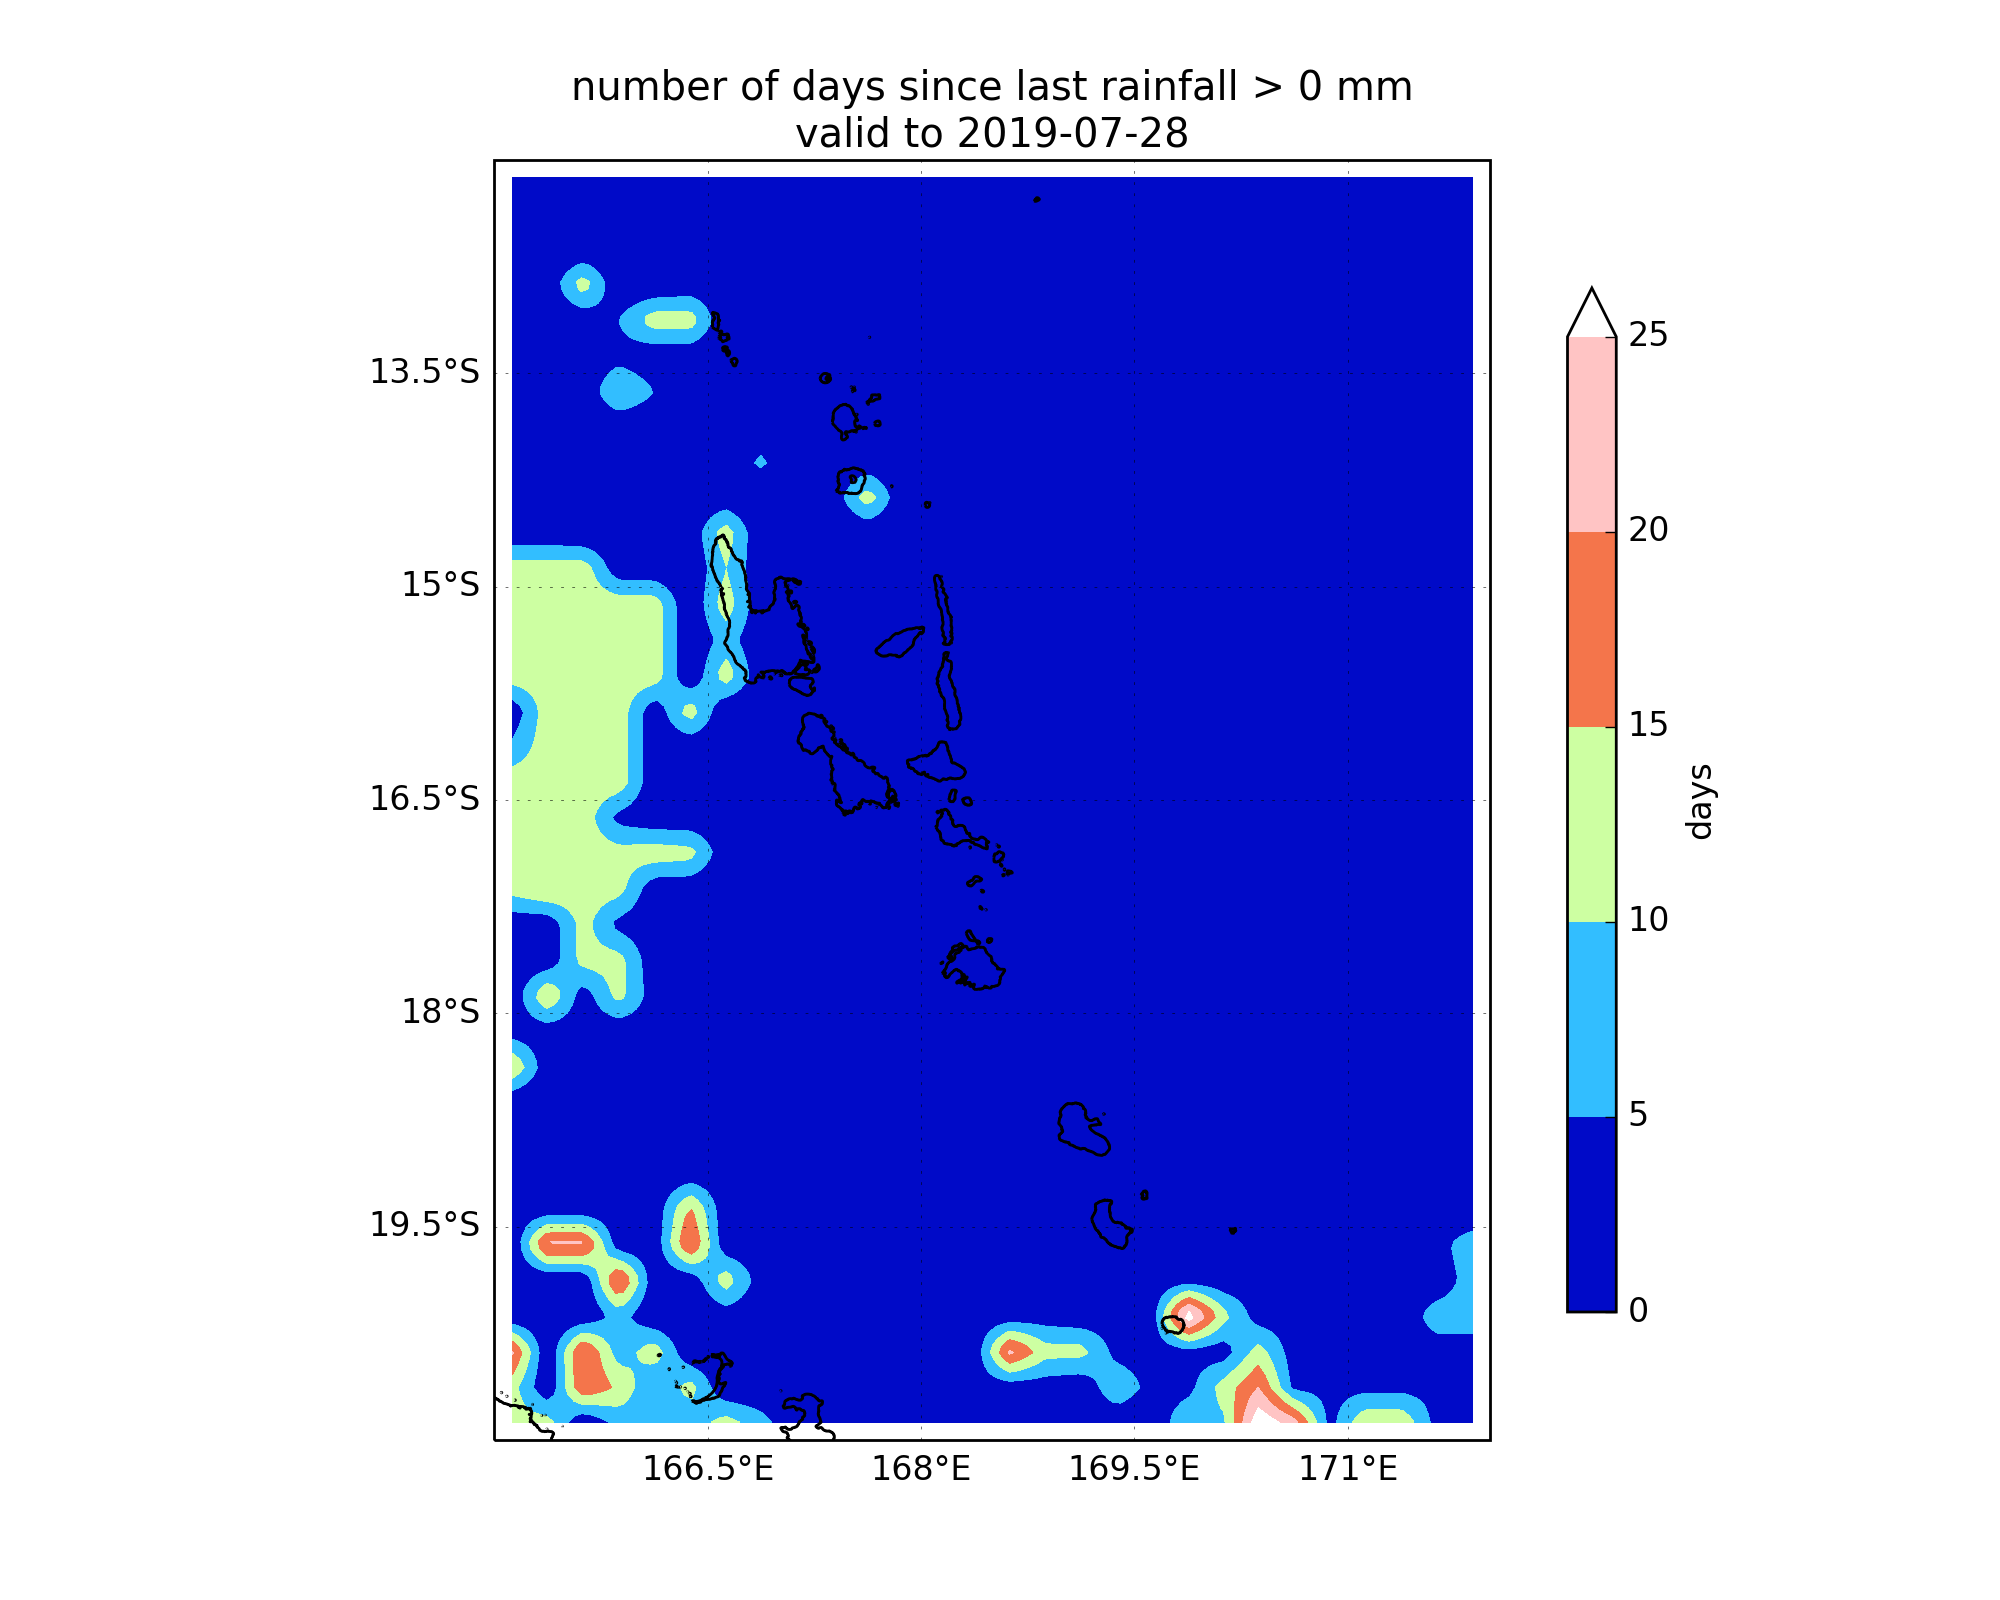 number of days since last rainfall > 0 mm
valid to 2019-07-28
13.5°S
15°S
16.5°S
18°S
19.5°S
166.5°E
168°E
169.5°E
171°E
25
20
15
10
5
0
days